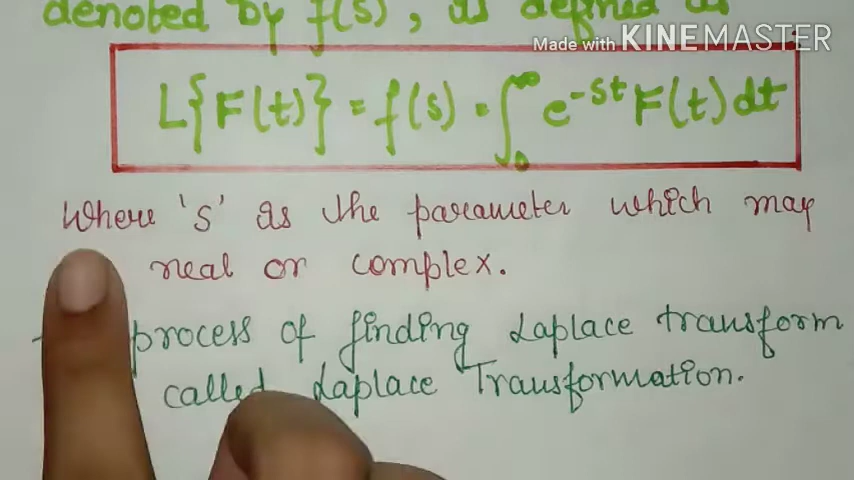 denoted by f(s), is defined as
Made with KINEMASTER
L{F(t)} = f(s) = ∫₀^∞ e^-st F(t) dt
Where 's' is the parameter which may
real or complex.
process of finding Laplace transform
called Laplace Transformation.